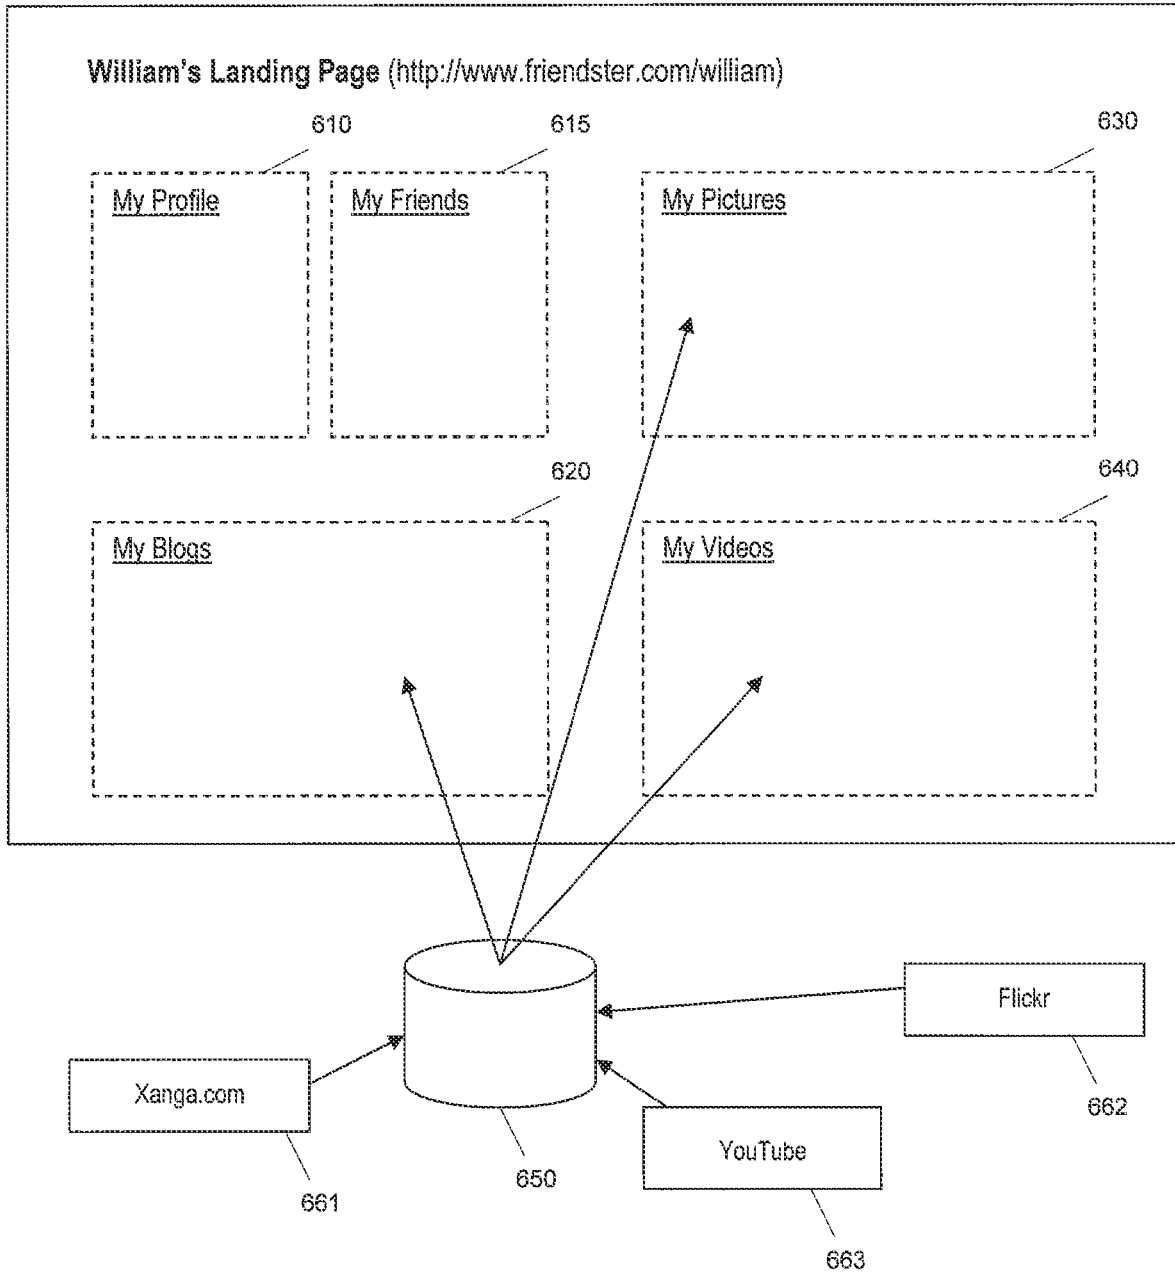 William's Landing Page (http://www.friendster.com/william)
610
615
630
My Profile
My Friends
My Pictures
620
640
My Blogs
My Videos
Flickr
Xanga.com
662
YouTube
650
661
663